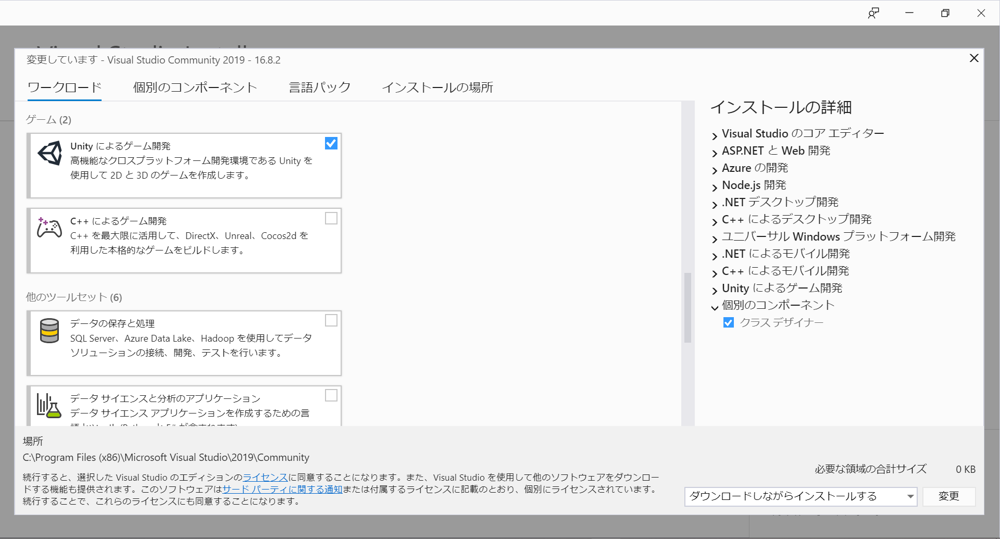 変更しています - Visual Studio Community 2019 - 16.8.2
ワークロード
個別のコンポーネント
言語パック
インストールの場所
ゲーム (2)
Unity によるゲーム開発
高機能なクロスプラットフォーム開発環境である Unity を
使用して 2D と 3D のゲームを作成します。
C++ によるゲーム開発
C++ を最大限に活用して、DirectX、Unreal、Cocos2d を
利用した本格的なゲームをビルドします。
他のツールセット (6)
データの保存と処理
SQL Server、Azure Data Lake、Hadoop を使用してデータ
ソリューションの接続、開発、テストを行います。
データ サイエンスと分析のアプリケーション
データ サイエンス アプリケーションを作成するための言
インストールの詳細
Visual Studio のコア エディター
ASP.NET と Web 開発
Azure の開発
Node.js 開発
.NET デスクトップ開発
C++ によるデスクトップ開発
ユニバーサル Windows プラットフォーム開発
.NET によるモバイル開発
C++ によるモバイル開発
Unity によるゲーム開発
個別のコンポーネント
クラス デザイナー
場所
C:\Program Files (x86)\Microsoft Visual Studio\2019\Community
続行すると、選択した Visual Studio のエディションのライセンスに同意することになります。また、Visual Studio を使用して他のソフトウェアをダウンロー
ドする機能も提供されます。このソフトウェアはサード パーティに関する通知または付属するライセンスに記載のとおり、個別にライセンスされています。
続行することで、これらのライセンスにも同意することになります。
必要な領域の合計サイズ 0 KB
ダウンロードしながらインストールする
変更